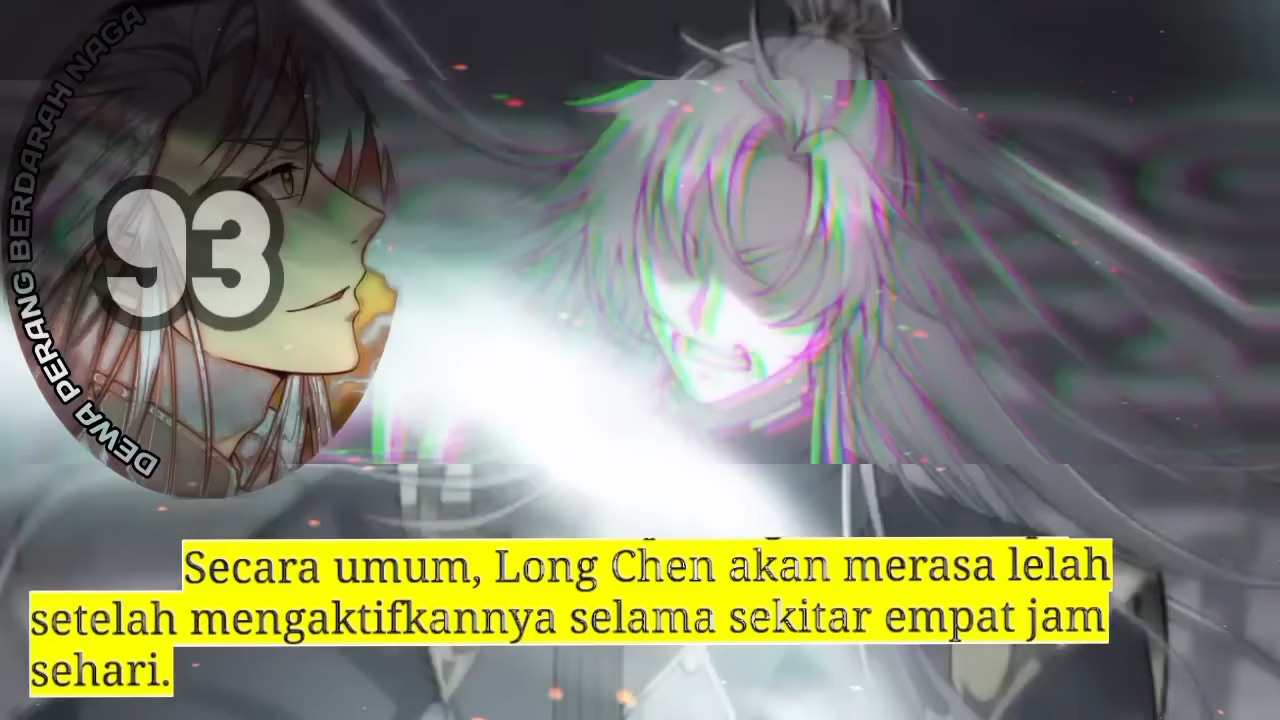 DEWA PERANG BERDARAH NAGA
93
Secara umum, Long Chen akan merasa lelah
setelah mengaktifkannya selama sekitar empat jam
sehari.